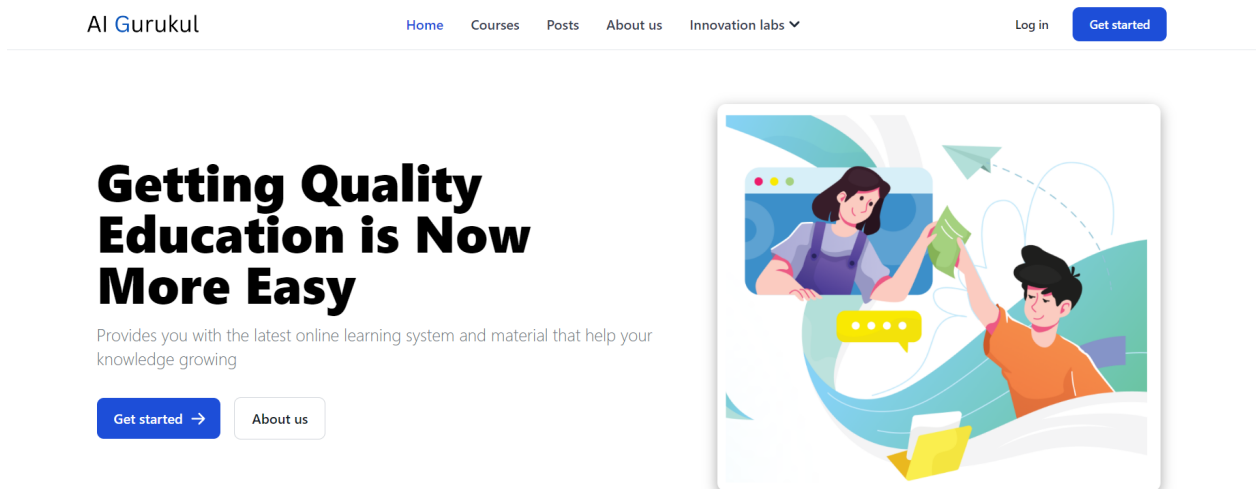 AI Gurukul
Home Courses Posts About us Innovation labs
Log in
Get started
Getting Quality
Education is Now
More Easy
Provides you with the latest online learning system and material that help your
knowledge growing
Get started
About us